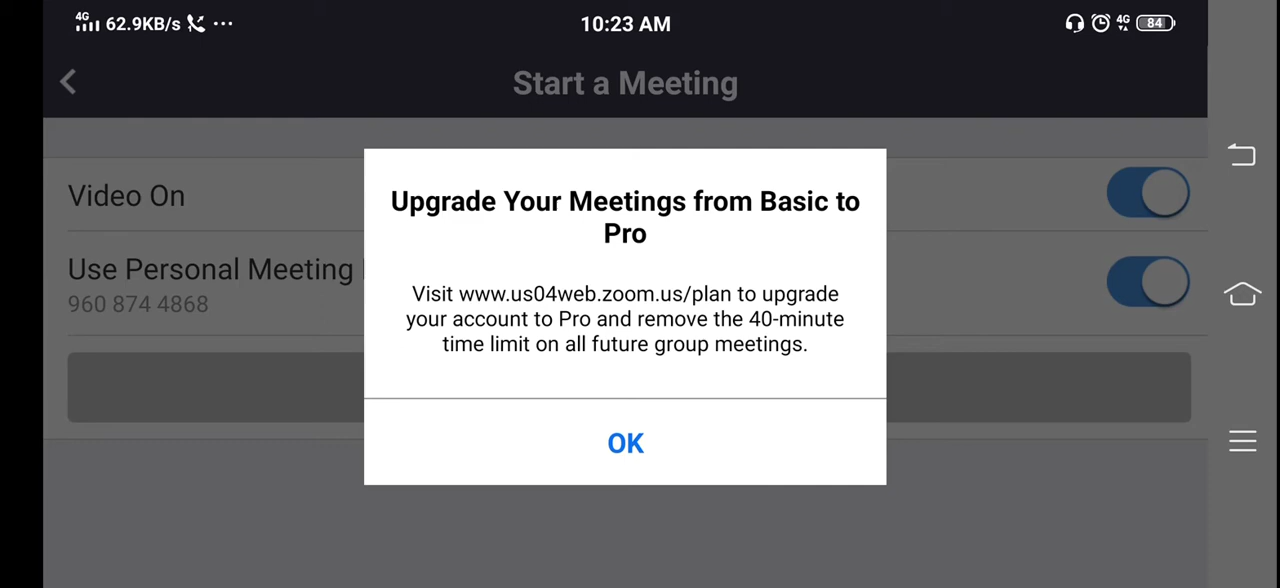 4G 62.9KB/s ... 10:23 AM 4G 84
Start a Meeting
Video On
Use Personal Meeting
960 874 4868
Upgrade Your Meetings from Basic to
Pro
Visit www.us04web.zoom.us/plan to upgrade
your account to Pro and remove the 40-minute
time limit on all future group meetings.
OK